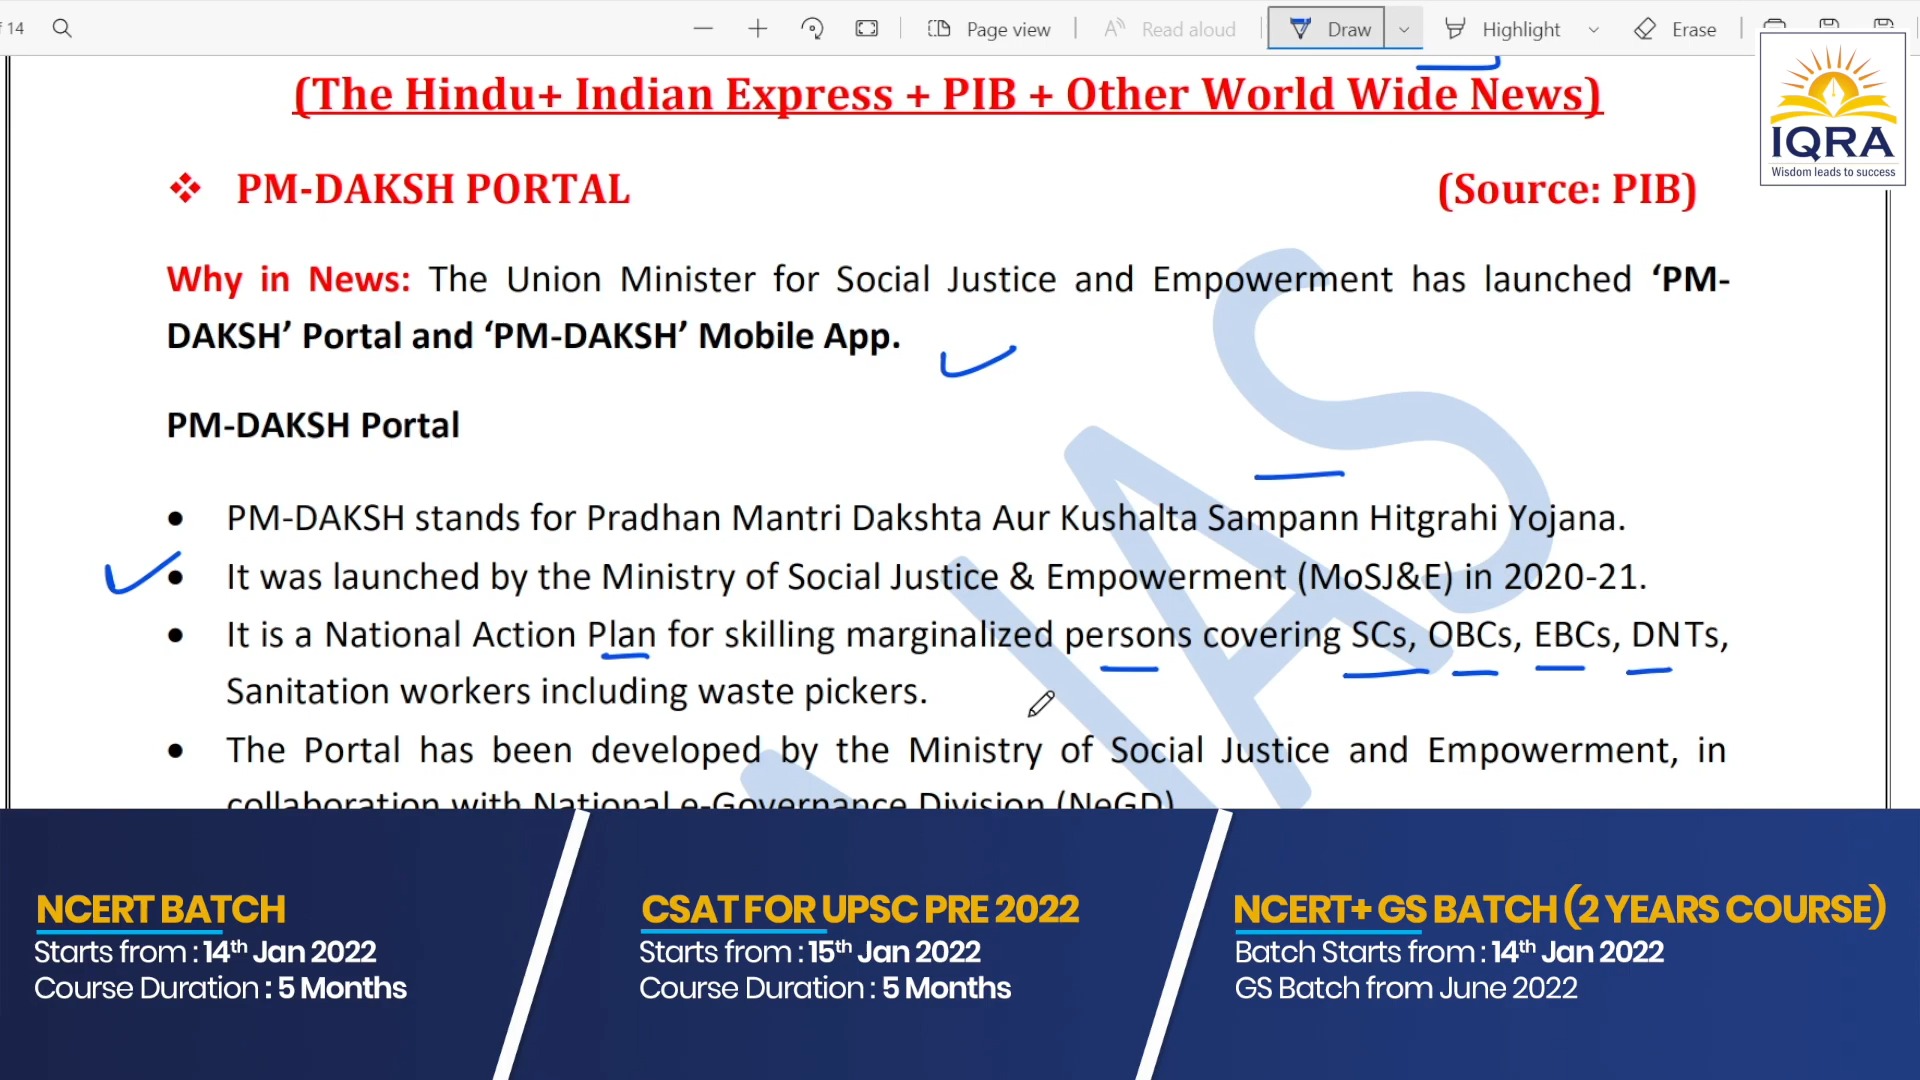 f 14
Page view
Read aloud
Draw
Highlight
Erase
(The Hindu+ Indian Express + PIB + Other World Wide News)
IQRA
Wisdom leads to success
❖ PM-DAKSH PORTAL (Source: PIB)
Why in News: The Union Minister for Social Justice and Empowerment has launched ‘PM-
DAKSH’ Portal and ‘PM-DAKSH’ Mobile App.
PM-DAKSH Portal
• PM-DAKSH stands for Pradhan Mantri Dakshta Aur Kushalta Sampann Hitgrahi Yojana.
• It was launched by the Ministry of Social Justice & Empowerment (MoSJ&E) in 2020-21.
• It is a National Action Plan for skilling marginalized persons covering SCs, OBCs, EBCs, DNTs,
Sanitation workers including waste pickers.
• The Portal has been developed by the Ministry of Social Justice and Empowerment, in
collaboration with National e-Governance Division (NeGD)
IAS
NCERT BATCH
Starts from : 14th Jan 2022
Course Duration : 5 Months
CSAT FOR UPSC PRE 2022
Starts from : 15th Jan 2022
Course Duration : 5 Months
NCERT+ GS BATCH (2 YEARS COURSE)
Batch Starts from : 14th Jan 2022
GS Batch from June 2022